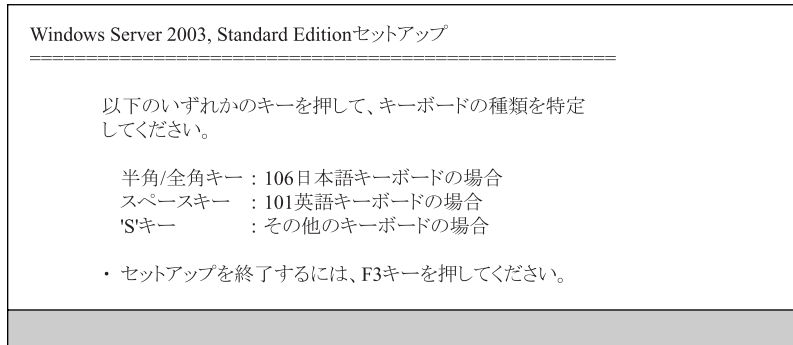 Windows Server 2003, Standard Editionセットアップ
====================================================
以下のいずれかのキーを押して、キーボードの種類を特定
してください。
半角/全角キー : 106日本語キーボードの場合
スペースキー : 101英語キーボードの場合
'S'キー : その他のキーボードの場合
・ セットアップを終了するには、F3キーを押してください。